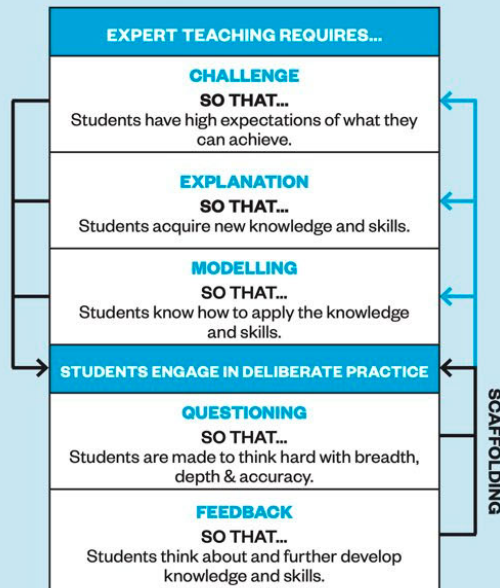 EXPERT TEACHING REQUIRES...
CHALLENGE
SO THAT...
Students have high expectations of what they
can achieve.
EXPLANATION
SO THAT...
Students acquire new knowledge and skills.
MODELLING
SO THAT...
Students know how to apply the knowledge
and skills.
STUDENTS ENGAGE IN DELIBERATE PRACTICE
QUESTIONING
SO THAT...
Students are made to think hard with breadth,
depth & accuracy.
FEEDBACK
SO THAT...
Students think about and further develop
knowledge and skills.
SCAFFOLDING